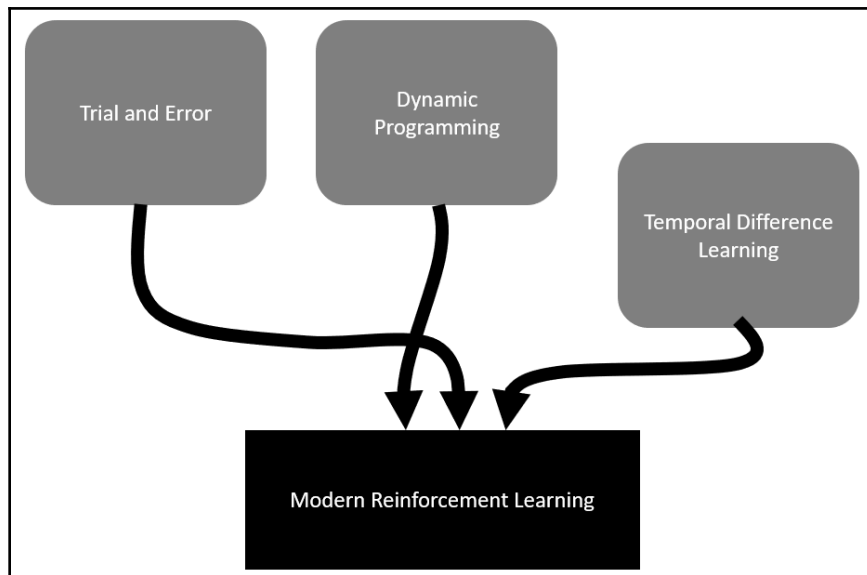 Trial and Error
Dynamic
Programming
Temporal Difference
Learning
Modern Reinforcement Learning